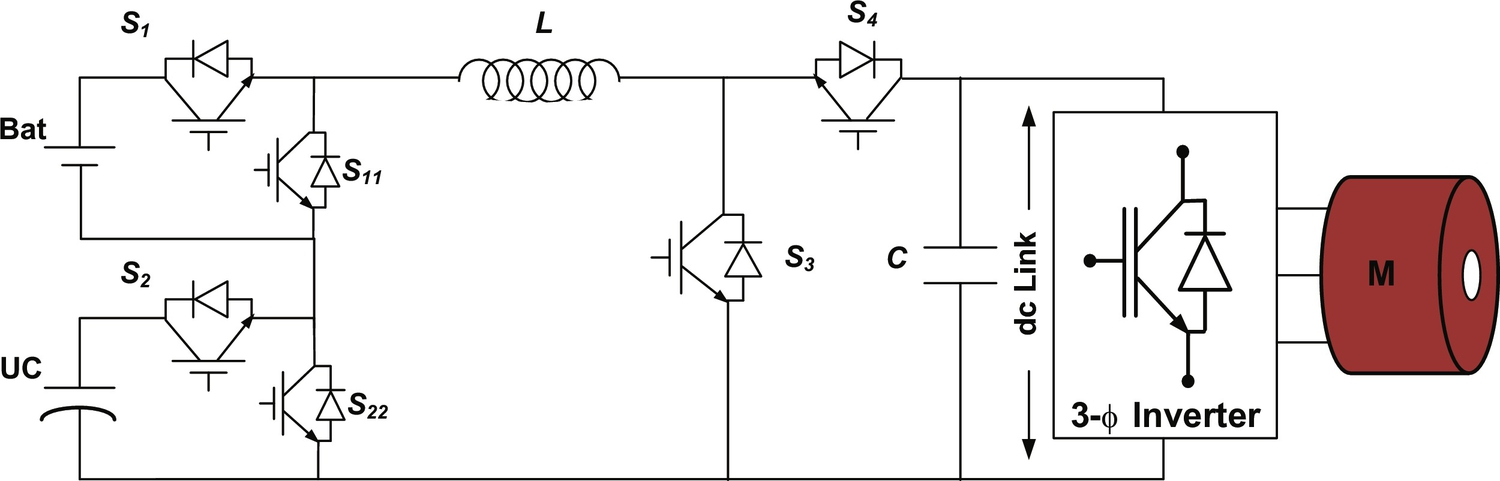 S1
L
S4
Bat
S11
S2
S3
C
dc Link
M
UC
S22
3-ϕ Inverter